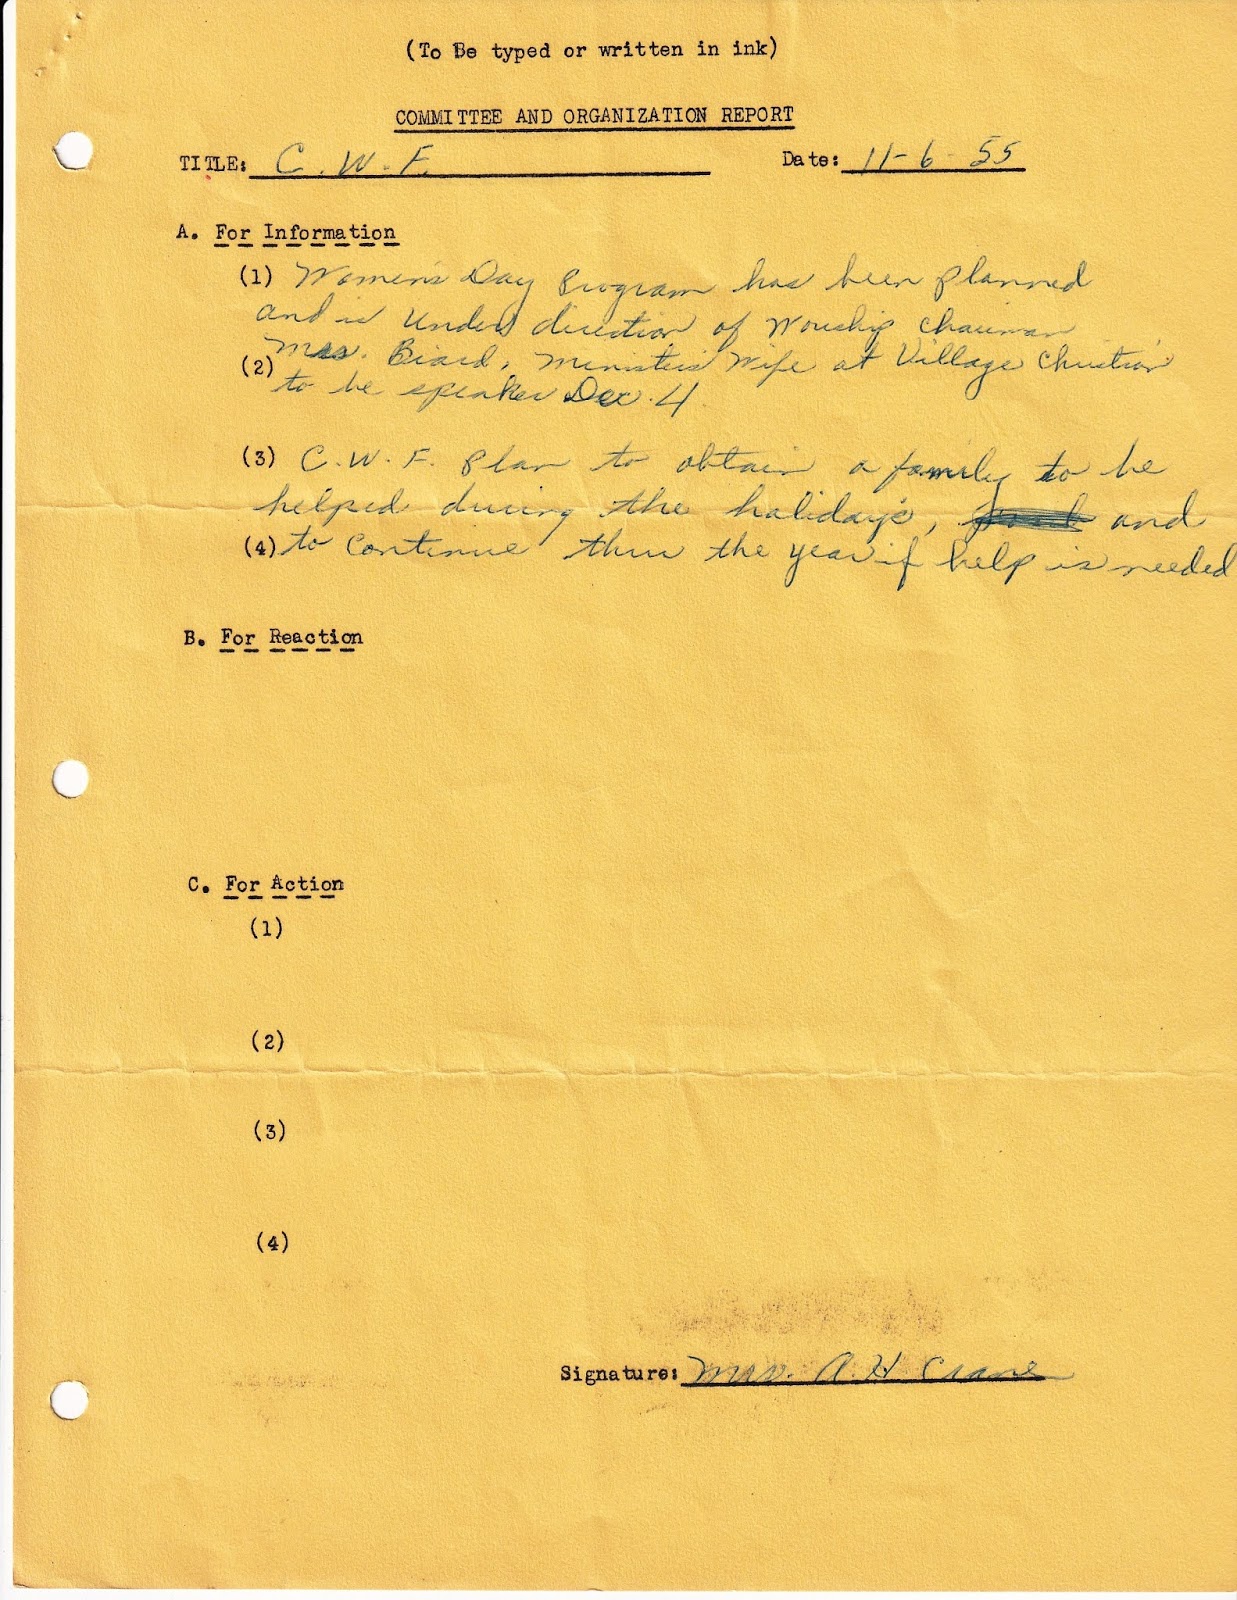 (To Be typed or written in ink)
COMMITTEE AND ORGANIZATION REPORT
TITLE: C. W. F. Date: 11-6-55
A. For Information
(1) Women's Day Program has been planned
and is under direction of Worship Chairman
(2) Mrs. Biard, Minister's Wife at Village Christian
to be speaker Dec. 4.
(3) C. W. F. plan to obtain a family to be
helped during the holiday's, and
(4) to continue thru the year if help is needed
B. For Reaction
C. For Action
(1)
(2)
(3)
(4)
Signature: Mrs. A. H Crane